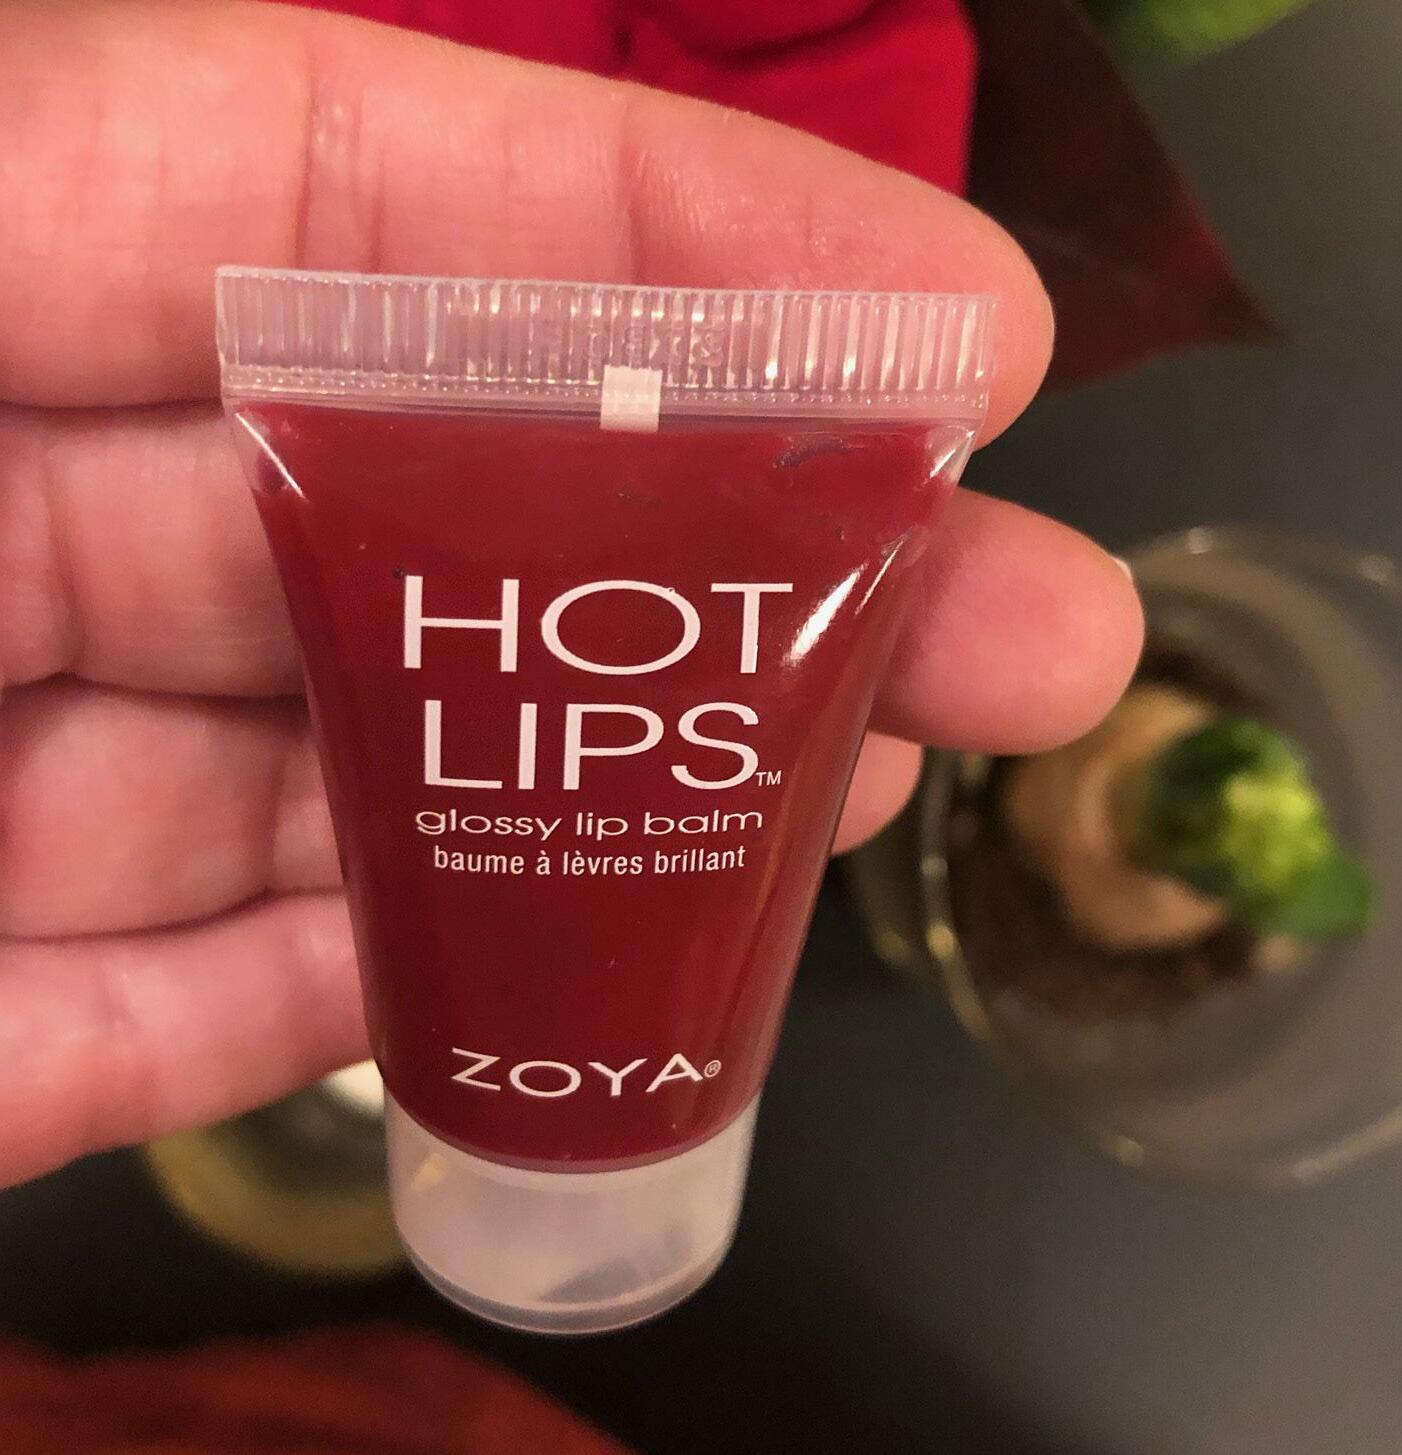 HOT
LIPS™
glossy lip balm
baume à lèvres brillant
ZOYA®